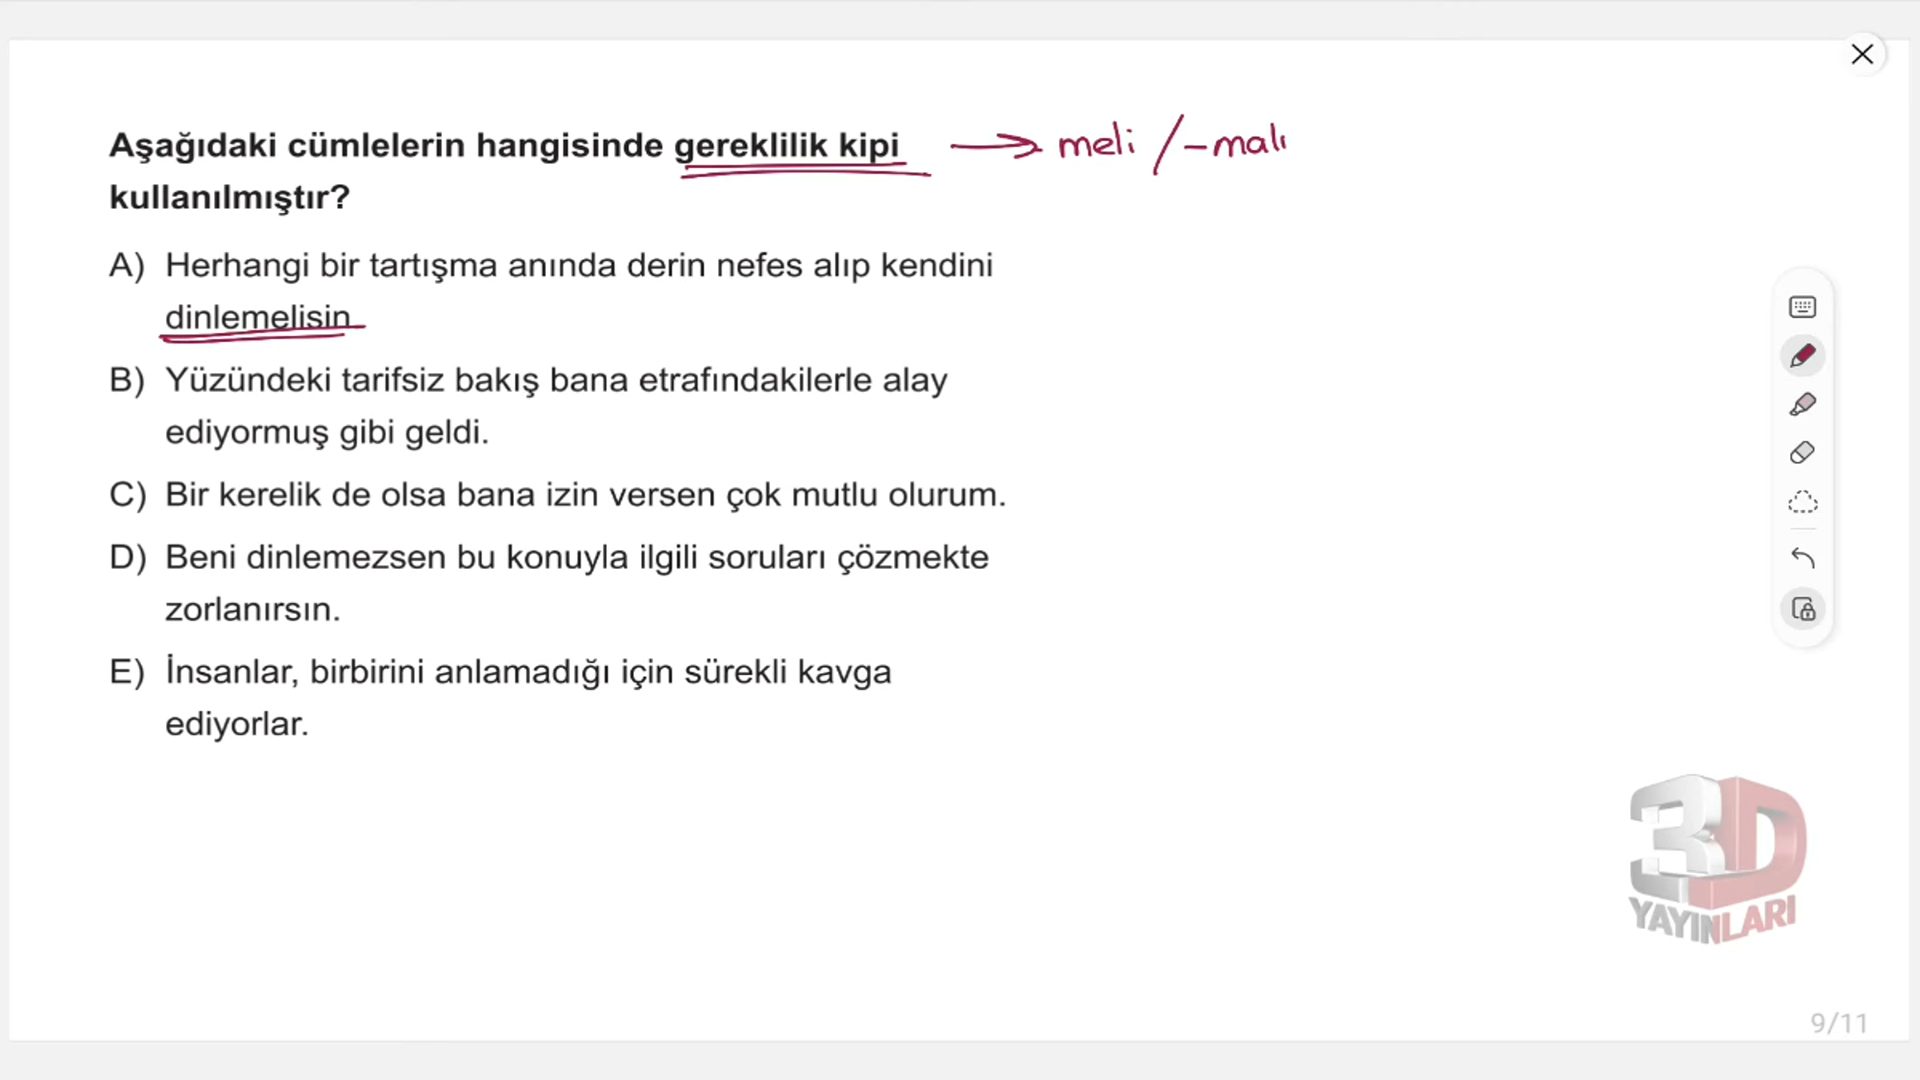 Aşağıdaki cümlelerin hangisinde gereklilik kipi → meli / -malı
kullanılmıştır?
A) Herhangi bir tartışma anında derin nefes alıp kendini
dinlemelisin
B) Yüzündeki tarifsiz bakış bana etrafındakilerle alay
ediyormuş gibi geldi.
C) Bir kerelik de olsa bana izin versen çok mutlu olurum.
D) Beni dinlemezsen bu konuyla ilgili soruları çözmekte
zorlanırsın.
E) İnsanlar, birbirini anlamadığı için sürekli kavga
ediyorlar.
3D
YAYINLARI
9/11